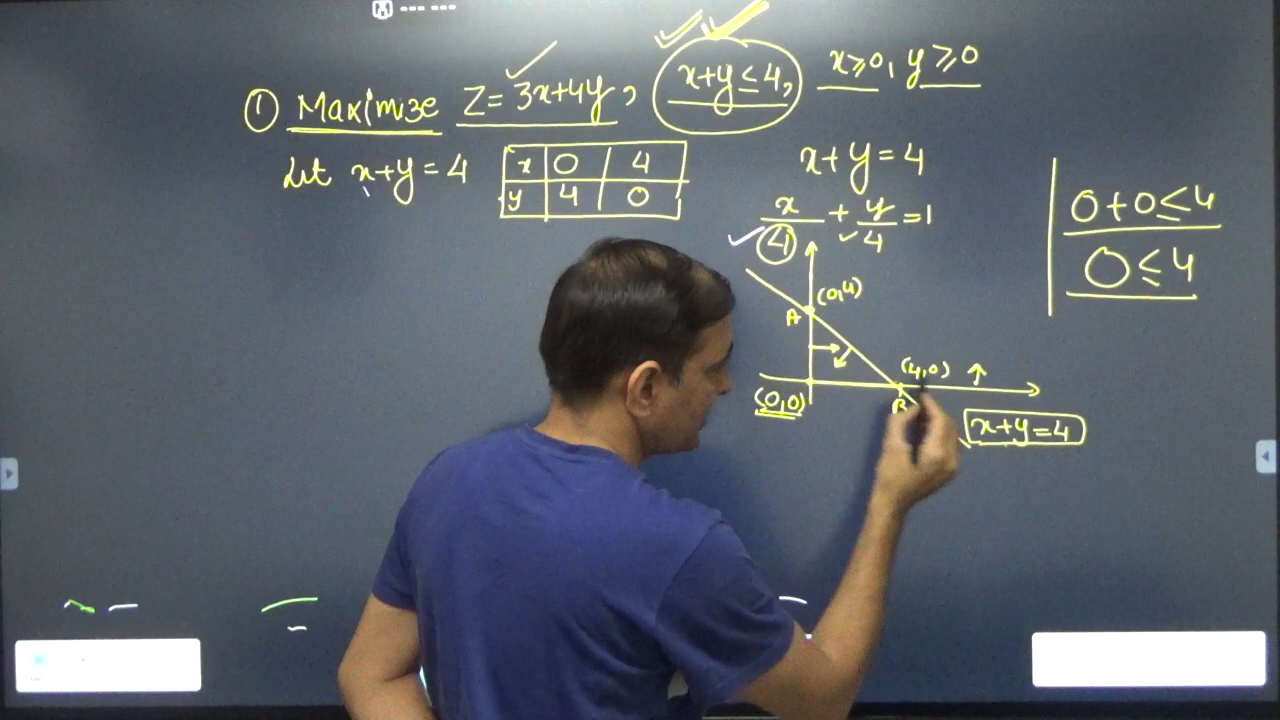 ① Maximize Z = 3x+4y, x+y ≤ 4, x ≥ 0, y ≥ 0
Let x+y = 4
x 0 4
y 4 0
x+y = 4
x/4 + y/4 = 1
0+0 ≤ 4
0 ≤ 4
(0,4)
A
(4,0)
(0,0)
B
x+y = 4